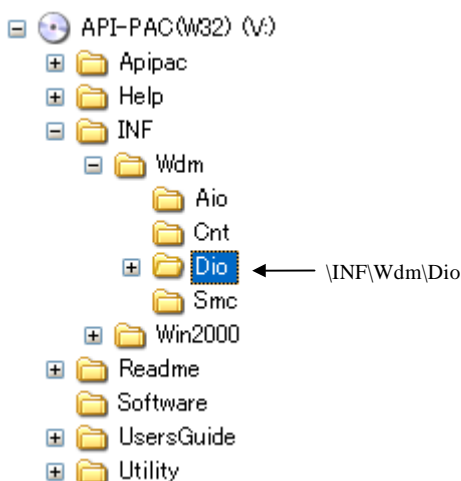 API-PAC(W32) (V:)
Apipac
Help
INF
Wdm
Aio
Cnt
Dio
\INF\Wdm\Dio
Smc
Win2000
Readme
Software
UsersGuide
Utility